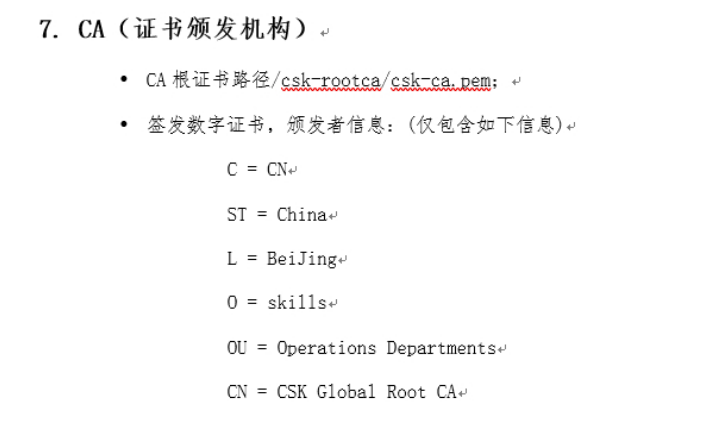 7. CA（证书颁发机构）
• CA 根证书路径/csk-rootca/csk-ca.pem；
• 签发数字证书，颁发者信息：(仅包含如下信息)
C = CN
ST = China
L = BeiJing
O = skills
OU = Operations Departments
CN = CSK Global Root CA